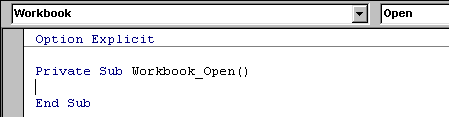 Workbook Open
Option Explicit
Private Sub Workbook_Open()
End Sub